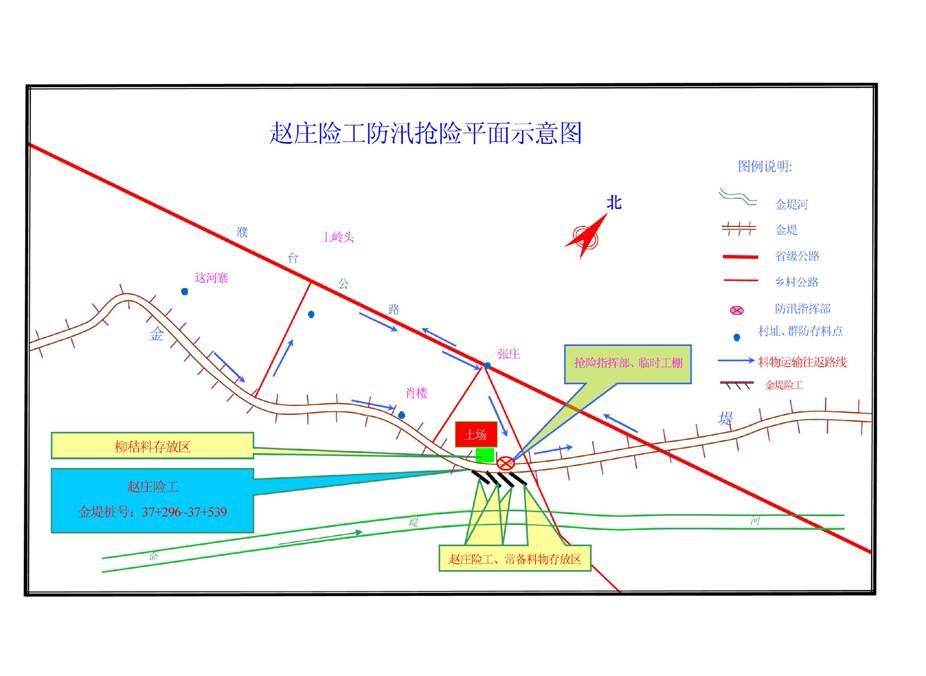 赵庄险工防汛抢险平面示意图
图例说明:
金堤河
金堤
省级公路
乡村公路
防汛指挥部
村址、群防存料点
料物运输往返路线
金堤险工
北
濮台公路
上岭头
这河寨
金
堤
张庄
抢险指挥部、临时工棚
肖楼
土场
柳秸料存放区
赵庄险工
金堤桩号：37+296~37+539
金
堤
河
赵庄险工、常备料物存放区